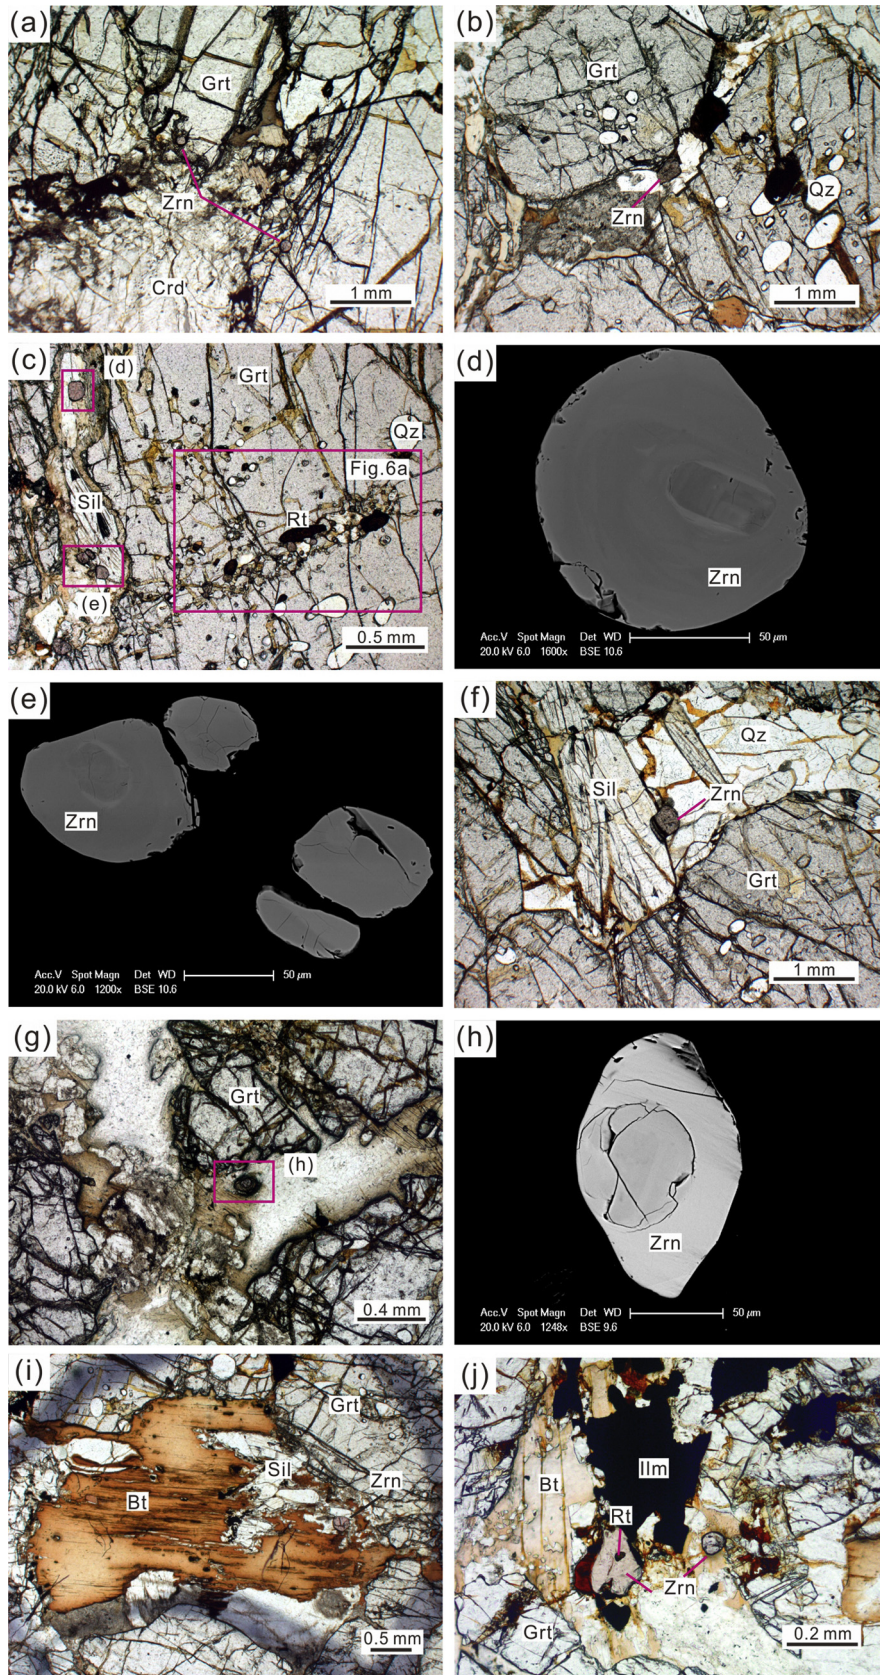 (a)
Grt
Zrn
Crd
1 mm
(b)
Grt
Qz
Zrn
1 mm
(c)
(d)
Grt
Qz
Fig.6a
Sil
Rt
(e)
0.5 mm
(d)
Zrn
Acc.V Spot Magn Det WD
20.0 kV 6.0 1600x BSE 10.6
50 μm
(e)
Zrn
Acc.V Spot Magn Det WD
20.0 kV 6.0 1200x BSE 10.6
50 μm
(f)
Qz
Sil
Zrn
Grt
1 mm
(g)
Grt
(h)
0.4 mm
(h)
Zrn
Acc.V Spot Magn Det WD
20.0 kV 6.0 1248x BSE 9.6
50 μm
(i)
Grt
Sil
Zrn
Bt
0.5 mm
(j)
Ilm
Bt
Rt
Zrn
Grt
0.2 mm